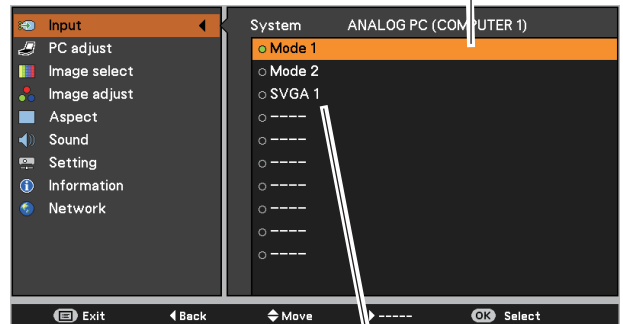 Input
System ANALOG PC (COMPUTER 1)
PC adjust
Mode 1
Image select
Mode 2
Image adjust
SVGA 1
Aspect
----
Sound
----
Setting
----
Information
----
Network
----
----
----
Exit Back Move ----- OK Select